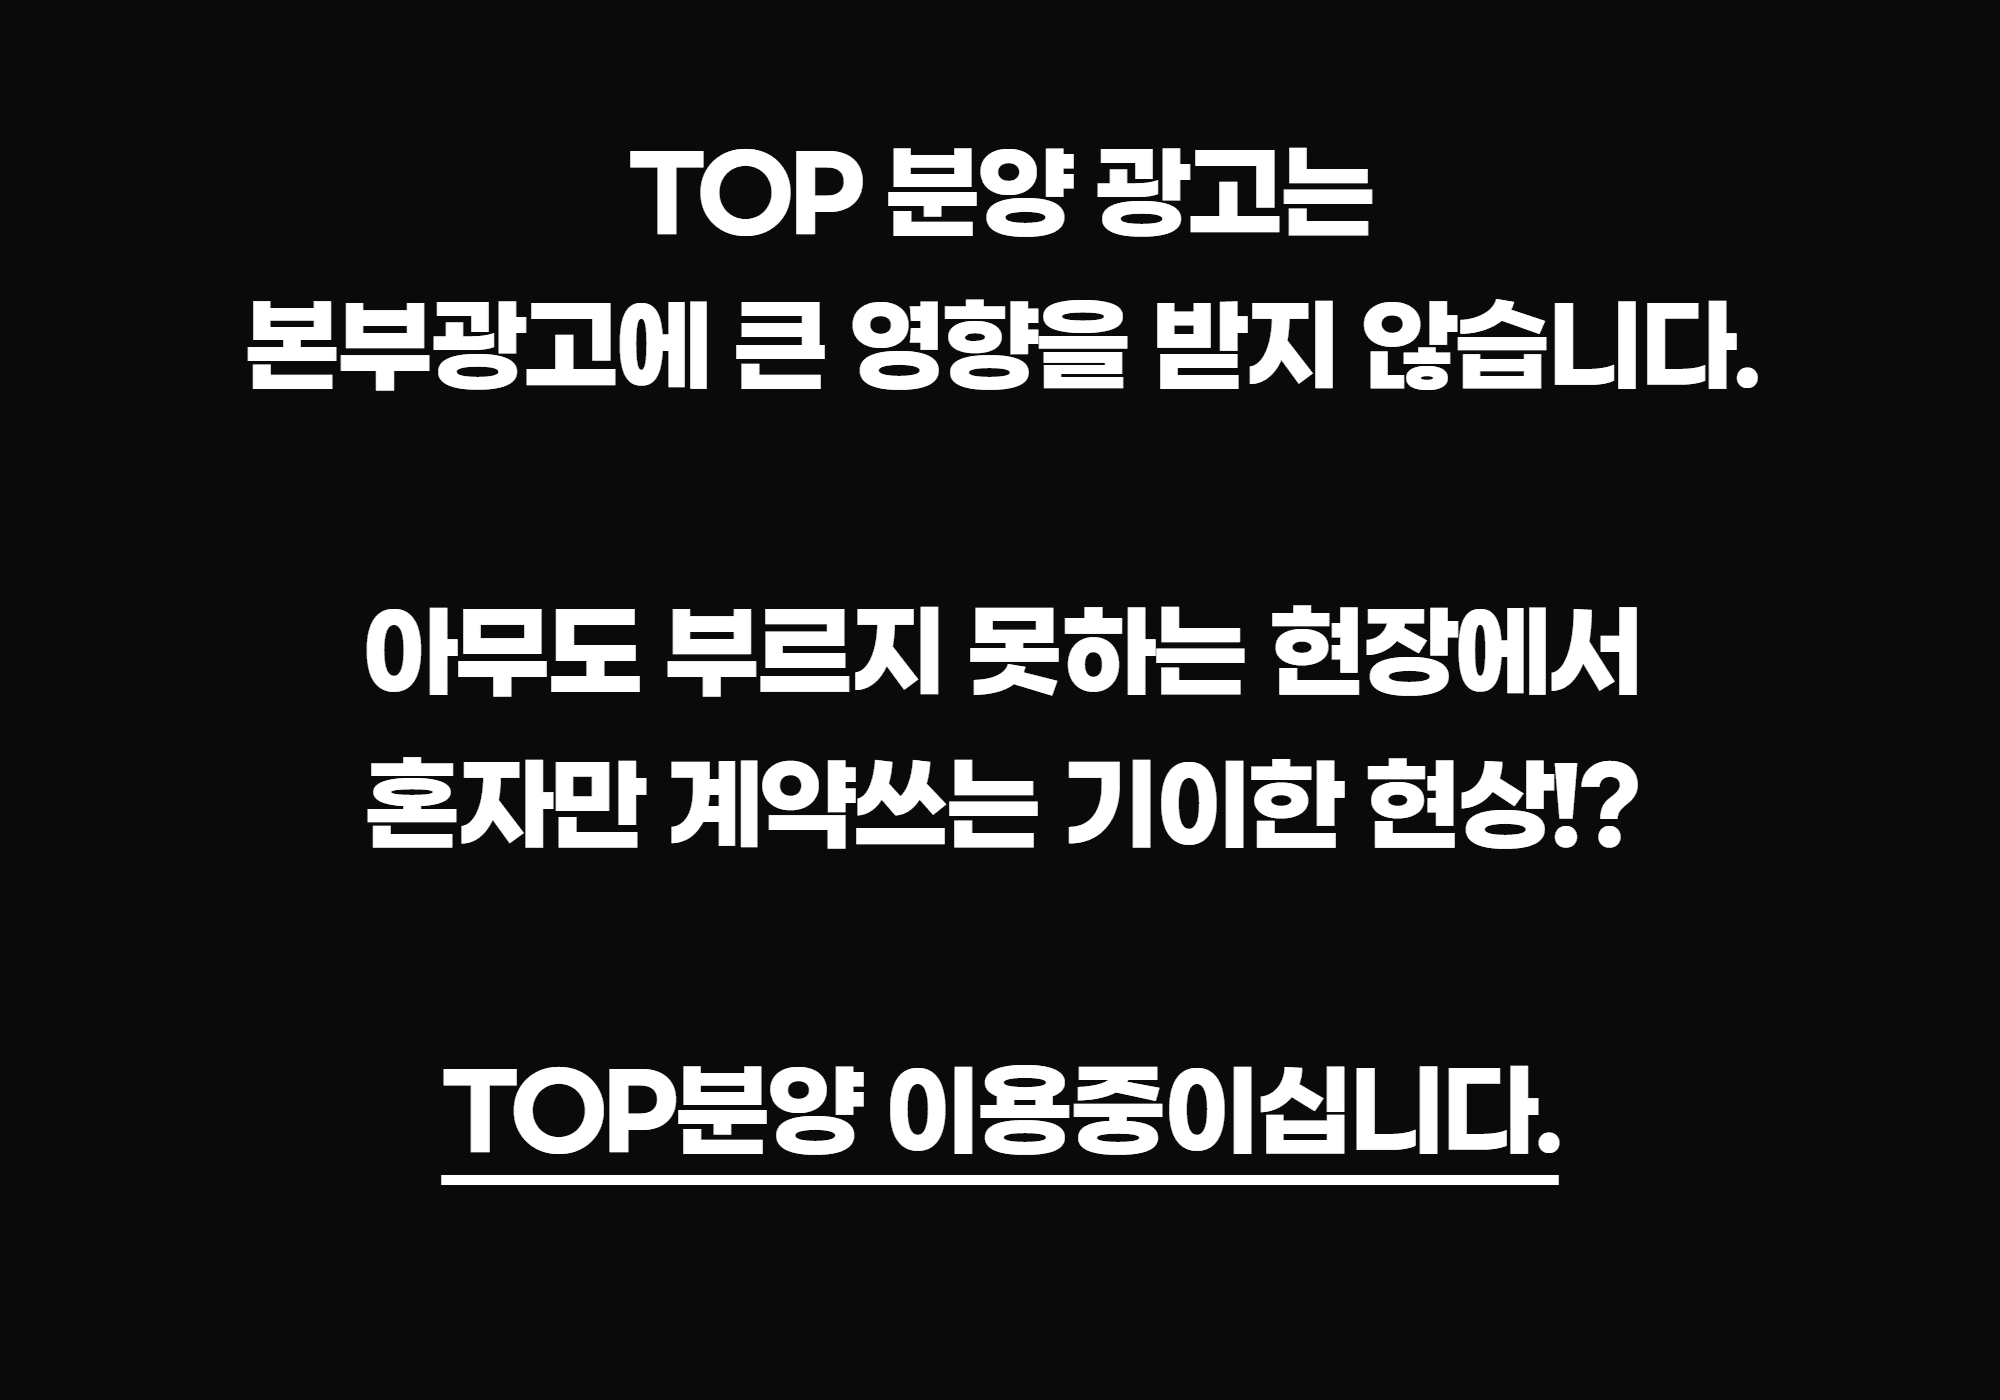 TOP 분양 광고는
본부광고에 큰 영향을 받지 않습니다.
아무도 부르지 못하는 현장에서
혼자만 계약쓰는 기이한 현상!?
TOP분양 이용중이십니다.